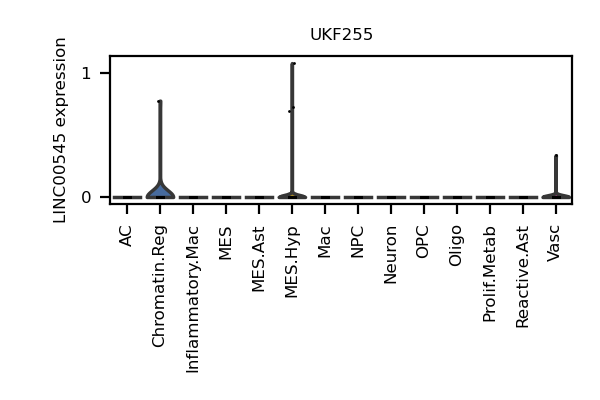 UKF255
LINC00545 expression
1
0
AC
Chromatin.Reg
Inflammatory.Mac
MES
MES.Ast
MES.Hyp
Mac
NPC
Neuron
OPC
Oligo
Prolif.Metab
Reactive.Ast
Vasc